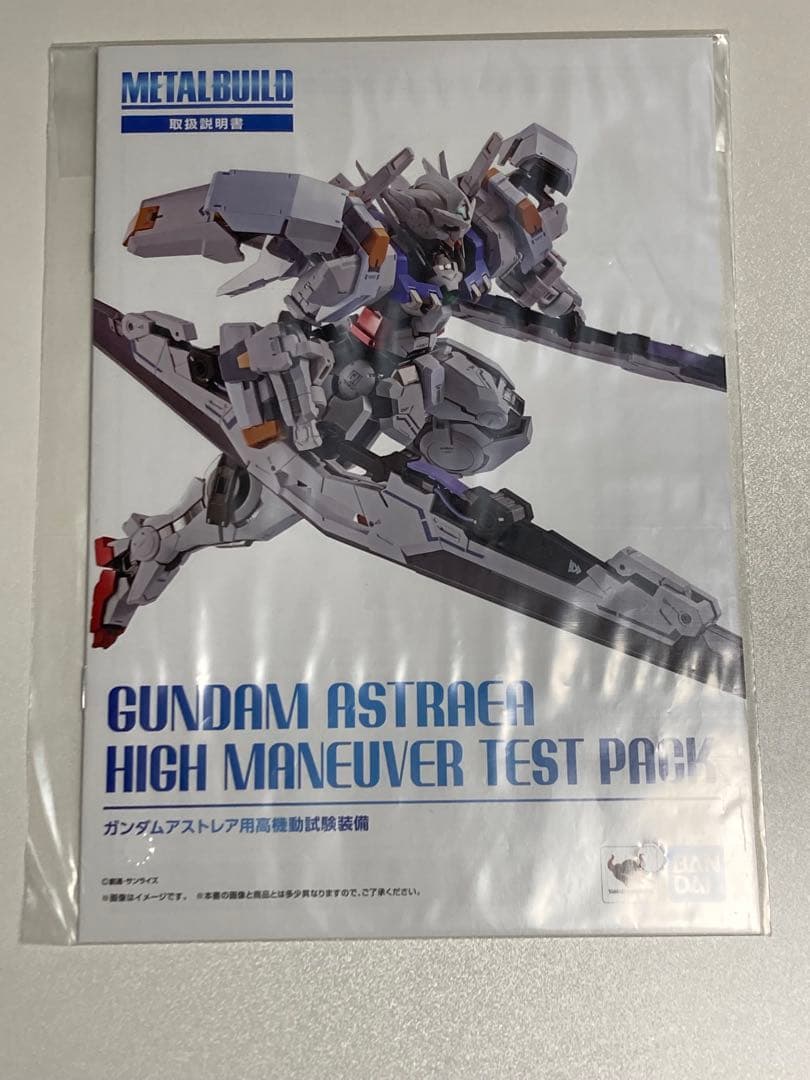 METALBUILD
取扱説明書
GUNDAM ASTRAEA
HIGH MANEUVER TEST PACK
ガンダムアストレア用高機動試験装備
©創通・サンライズ
※画像はイメージです。 ※本書の画像と商品とは多少異なりますので、ご了承ください。
BAN
DAI